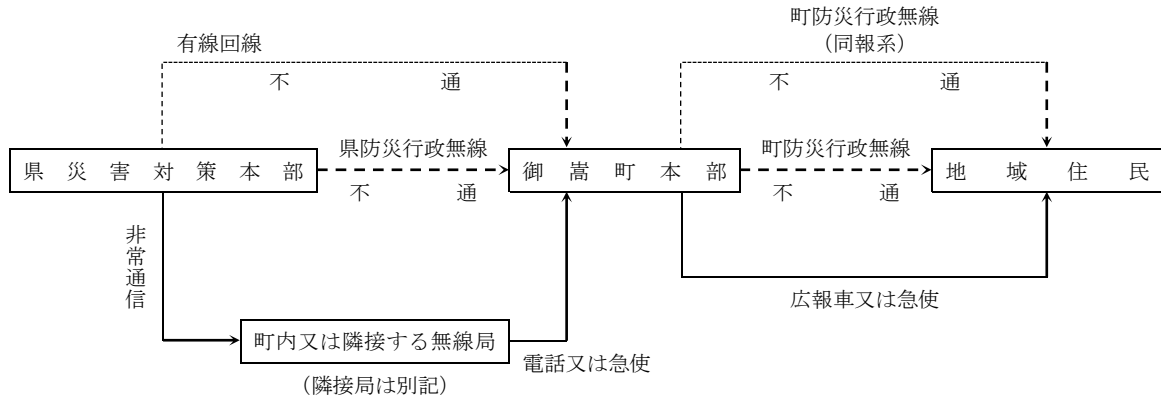 町防災行政無線
（同報系）
有線回線
不通
不通
県災害対策本部
県防災行政無線
不通
御嵩町本部
町防災行政無線
不通
地域住民
非常通信
広報車又は急使
町内又は隣接する無線局
電話又は急使
（隣接局は別記）